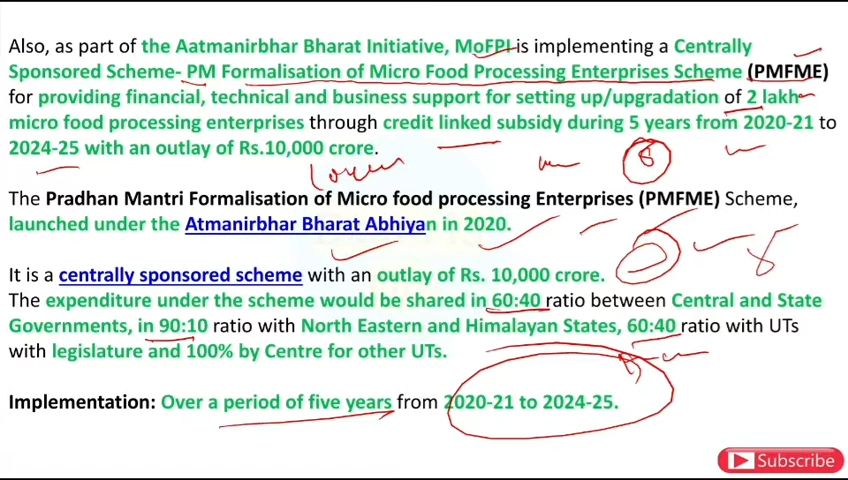 Also, as part of the Aatmanirbhar Bharat Initiative, MoFPI is implementing a Centrally
Sponsored Scheme- PM Formalisation of Micro Food Processing Enterprises Scheme (PMFME)
for providing financial, technical and business support for setting up/upgradation of 2 lakh
micro food processing enterprises through credit linked subsidy during 5 years from 2020-21 to
2024-25 with an outlay of Rs.10,000 crore.
The Pradhan Mantri Formalisation of Micro food processing Enterprises (PMFME) Scheme,
launched under the Atmanirbhar Bharat Abhiyan in 2020.
It is a centrally sponsored scheme with an outlay of Rs. 10,000 crore.
The expenditure under the scheme would be shared in 60:40 ratio between Central and State
Governments, in 90:10 ratio with North Eastern and Himalayan States, 60:40 ratio with UTs
with legislature and 100% by Centre for other UTs.
Implementation: Over a period of five years from 2020-21 to 2024-25.
Subscribe